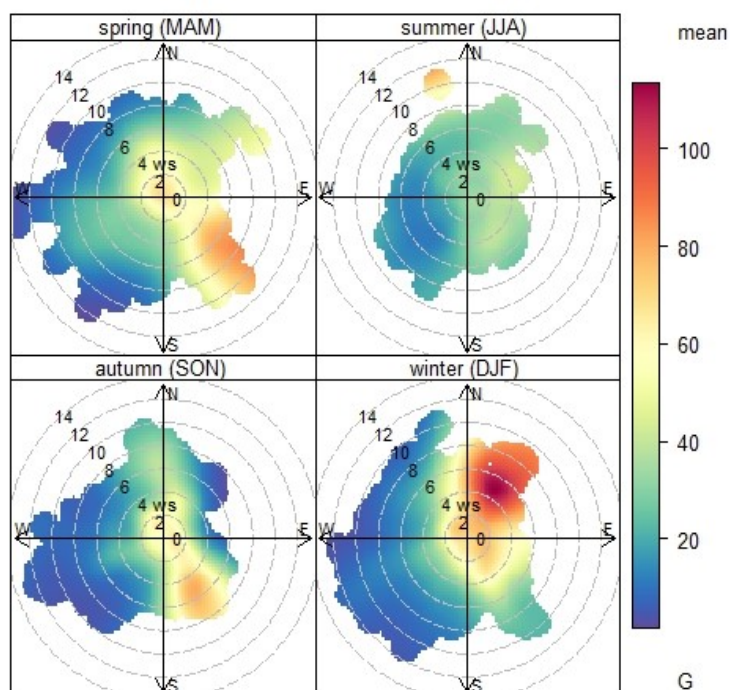 spring (MAM)
summer (JJA)
mean
N
14
12
10
8
6
4 ws
2
0
W
E
S
N
14
12
10
8
6
4 ws
2
0
W
E
S
autumn (SON)
winter (DJF)
N
14
12
10
8
6
4 ws
2
0
W
E
S
N
14
12
10
8
6
4 ws
2
0
W
E
S
100
80
60
40
20
G